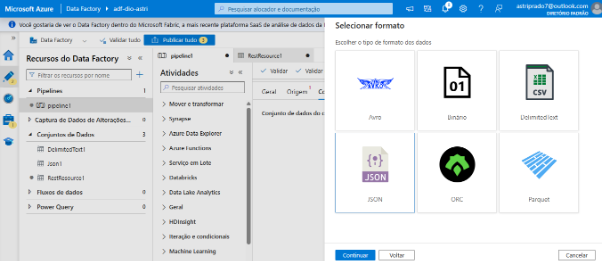 Microsoft Azure
Data Factory
adf-dio-astri
Pesquisar alocador e documentação
astriprado7@outlook.com
DIRETÓRIO PADRÃO
Você gostaria de ver o Data Factory dentro do Microsoft Fabric, a mais recente plataforma SaaS de análise de dados da
Data Factory
Validar tudo
Publicar tudo 1
Recursos do Data Factory
Filtrar os recursos por nome
Pipelines 1
pipeline1
Captura de Dados de Alterações... 0
Conjuntos de Dados 3
DelimitedText1
Json1
RestResource1
Fluxos de dados 0
Power Query 0
pipeline1
RestResource1
Atividades
Pesquisar atividades
Mover e transformar
Synapse
Azure Data Explorer
Azure Functions
Serviço em Lote
Databricks
Data Lake Analytics
Geral
HDInsight
Iteração e condicionais
Machine Learning
Validar
Validar
Geral
Origem
Conjunto de dados do
Selecionar formato
Escolher o tipo de formato dos dados
AVRO
Avro
01
Binário
CSV
DelimitedText
JSON
JSON
ORC
Parquet
Continuar
Voltar
Cancelar